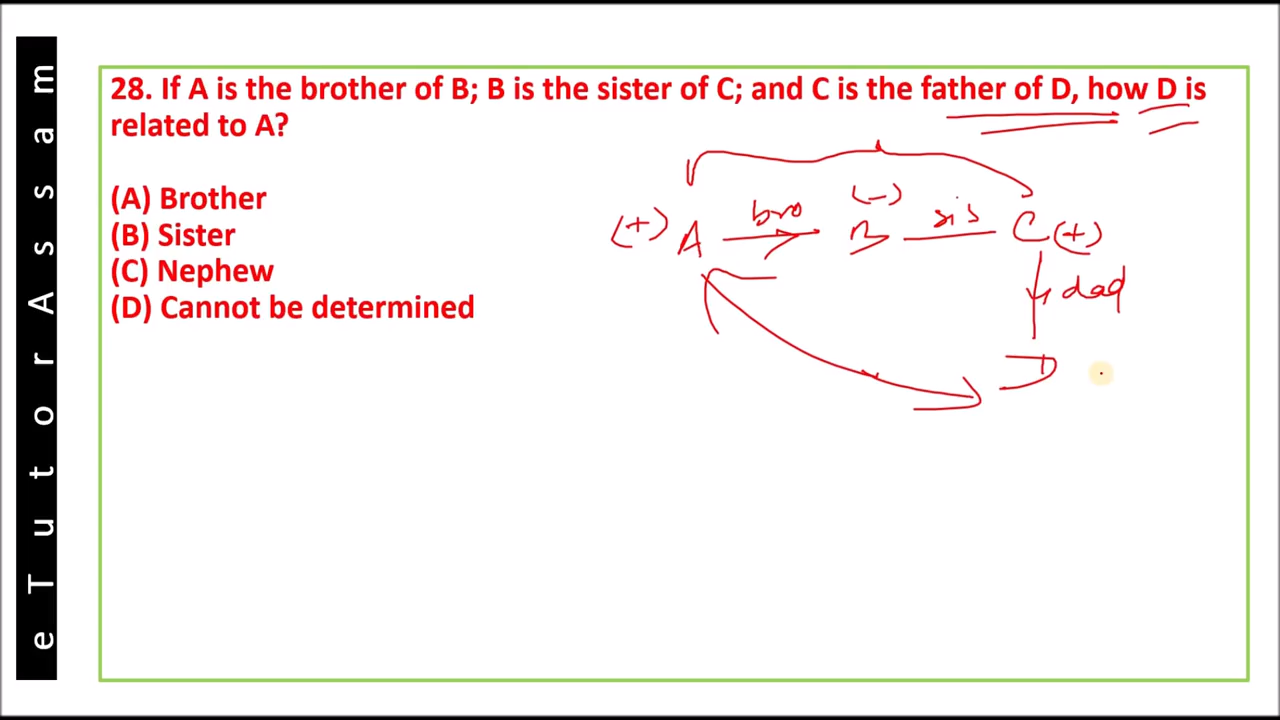 28. If A is the brother of B; B is the sister of C; and C is the father of D, how D is
related to A?
(A) Brother
(B) Sister
(C) Nephew
(D) Cannot be determined
(+) A bro (-) B sis C (+)
dad
D
eTutorAssam